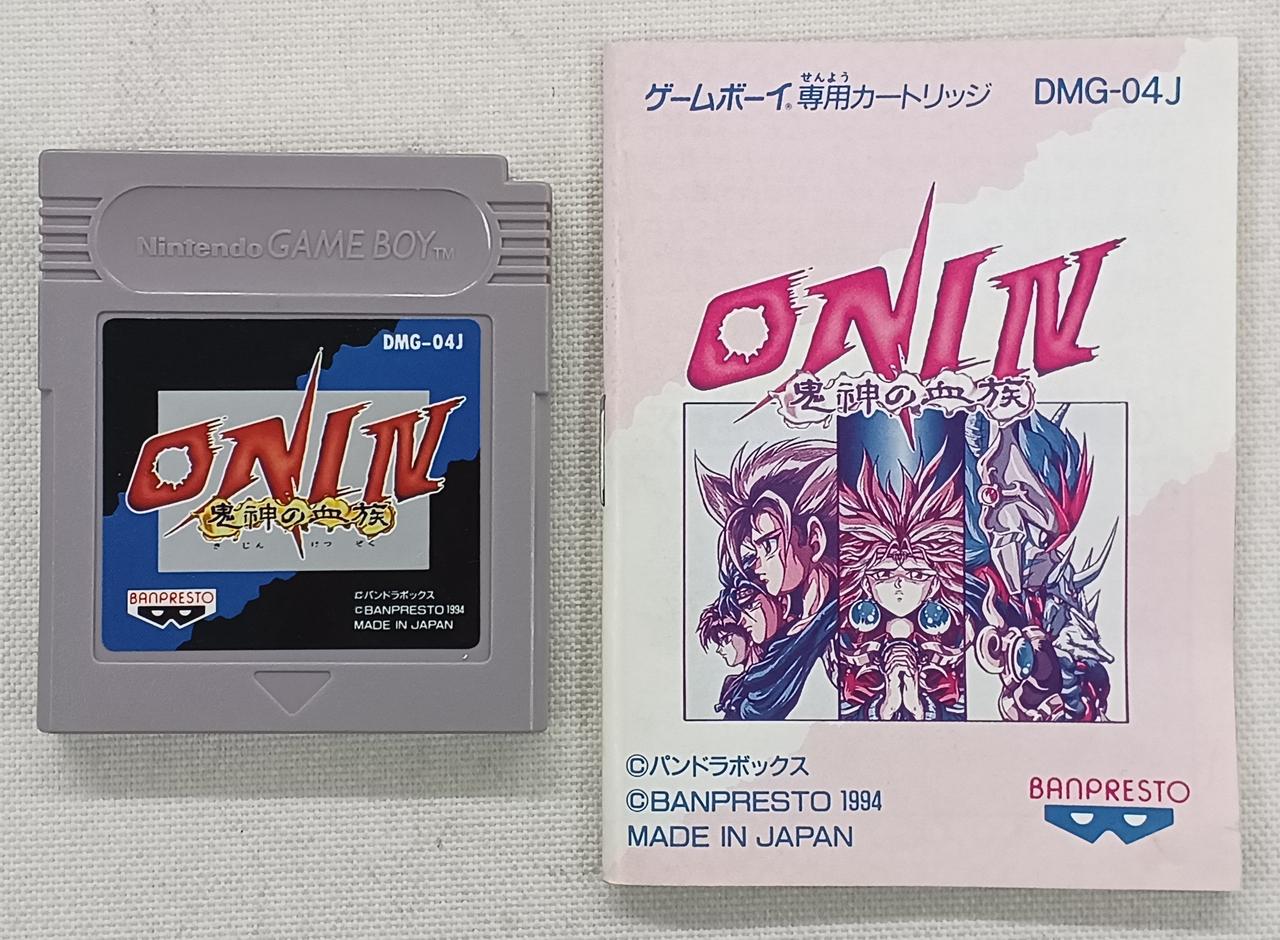 Nintendo GAME BOY TM
DMG-04J
ONI IV
鬼神の血族
きじん けつ ぞく
BANPRESTO
©パンドラボックス
©BANPRESTO 1994
MADE IN JAPAN
せんよう
ゲームボーイ®専用カートリッジ DMG-04J
ONI IV
鬼神の血族
©パンドラボックス
©BANPRESTO 1994
MADE IN JAPAN
BANPRESTO